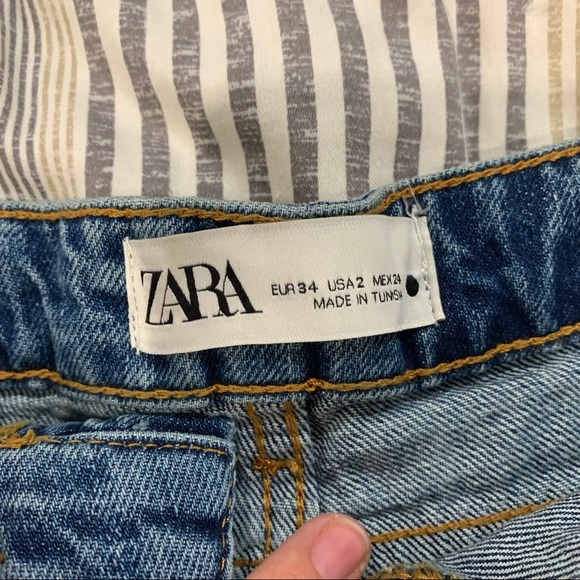 ZARA
EUR 34 USA 2 MEX 24
MADE IN TUNISIA